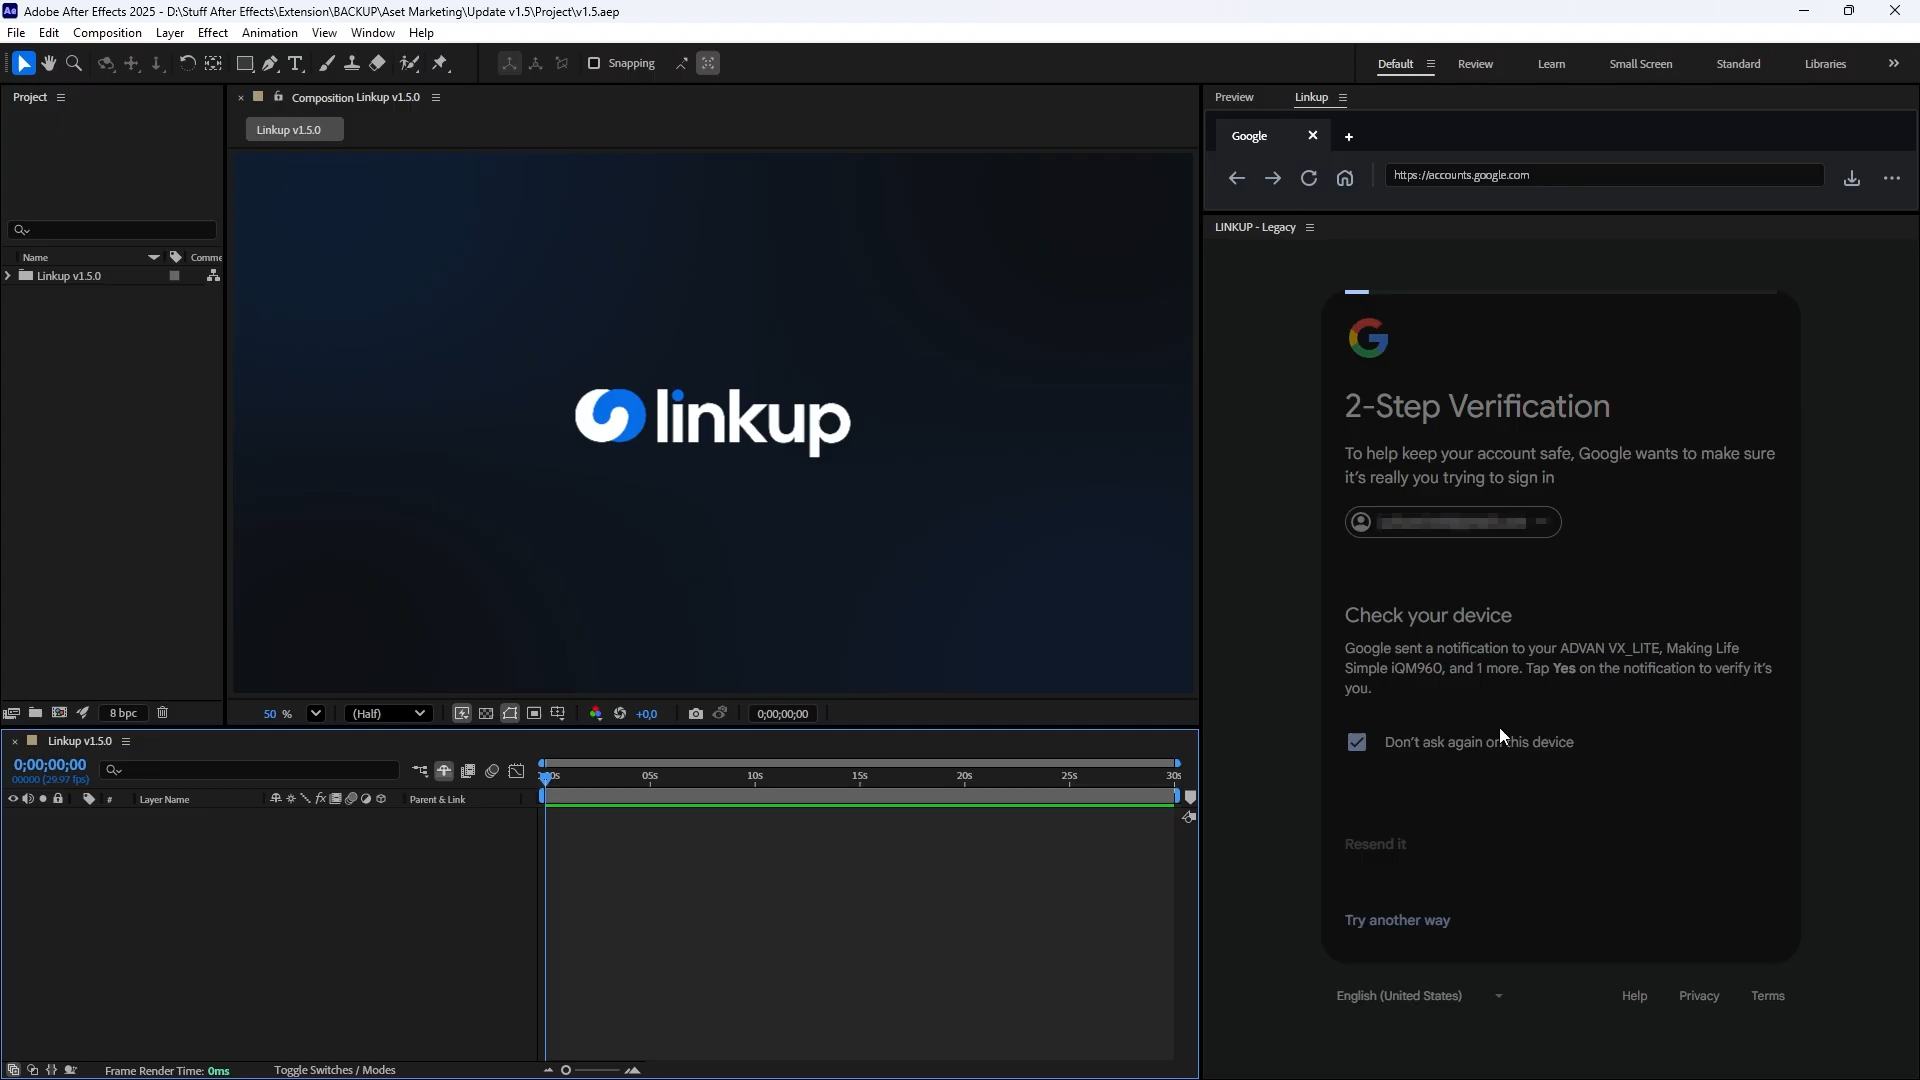 Ae Adobe After Effects 2025 - D:\Stuff After Effects\Extension\BACKUP\Aset Marketing\Update v1.5\Project\v1.5.aep
File Edit Composition Layer Effect Animation View Window Help
Snapping
Default Review Learn Small Screen Standard Libraries
Project
Composition Linkup v1.5.0
Preview Linkup
Linkup v1.5.0
Google
https://accounts.google.com
LINKUP - Legacy
Name Comme
Linkup v1.5.0
linkup
2-Step Verification
To help keep your account safe, Google wants to make sure
it's really you trying to sign in
Check your device
Google sent a notification to your ADVAN VX_LITE, Making Life
Simple iQM960, and 1 more. Tap Yes on the notification to verify it's
you.
Don't ask again on this device
Resend it
Try another way
English (United States) Help Privacy Terms
8 bpc
50 % (Half) +0,0 0;00;00;00
Linkup v1.5.0
0;00;00;00
00000 (29.97 fps)
05s 10s 15s 20s 25s 30s
# Layer Name fx Parent & Link
Frame Render Time: 0ms Toggle Switches / Modes